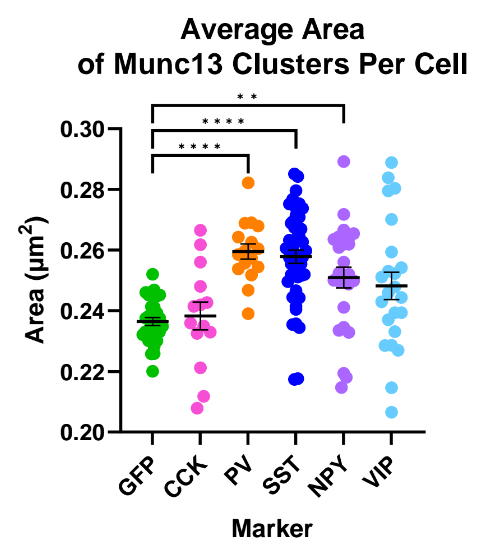 Average Area
of Munc13 Clusters Per Cell
**
****
****
Area (μm²)
0.30
0.28
0.26
0.24
0.22
0.20
GFP
CCK
PV
SST
NPY
VIP
Marker